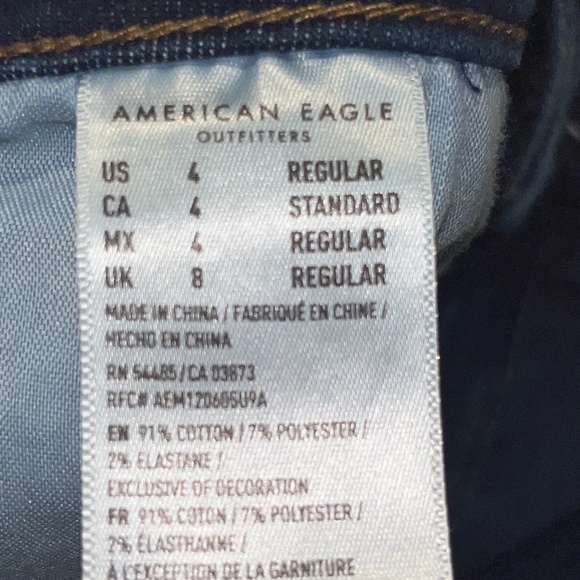 AMERICAN EAGLE
OUTFITTERS
US 4 REGULAR
CA 4 STANDARD
MX 4 REGULAR
UK 8 REGULAR
MADE IN CHINA / FABRIQUÉ EN CHINE /
HECHO EN CHINA
RN 54485/CA 03873
RFC# AEM120605U9A
EN 91% COTTON / 7% POLYESTER /
2% ELASTANE /
EXCLUSIVE OF DECORATION
FR 91% COTON / 7% POLYESTER /
2% ÉLASTHANNE /
À L'EXCEPTION DE LA GARNITURE